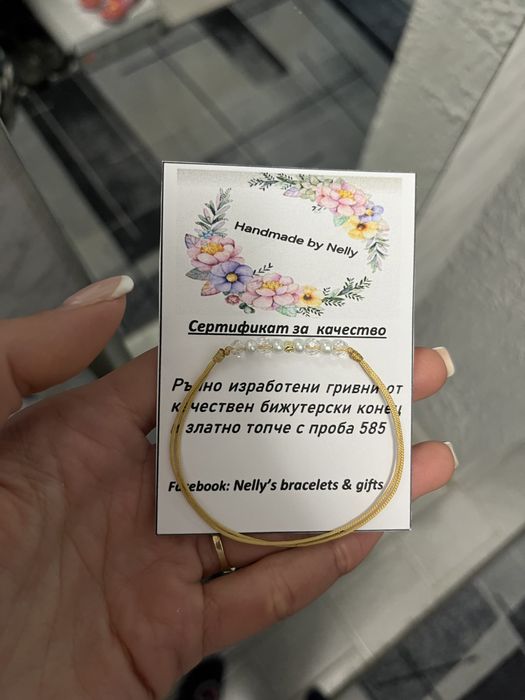 Handmade by Nelly
Сертификат за качество
Ръчно изработени гривни от
качествен бижутерски конец
и златно топче с проба 585
Facebook: Nelly's bracelets & gifts